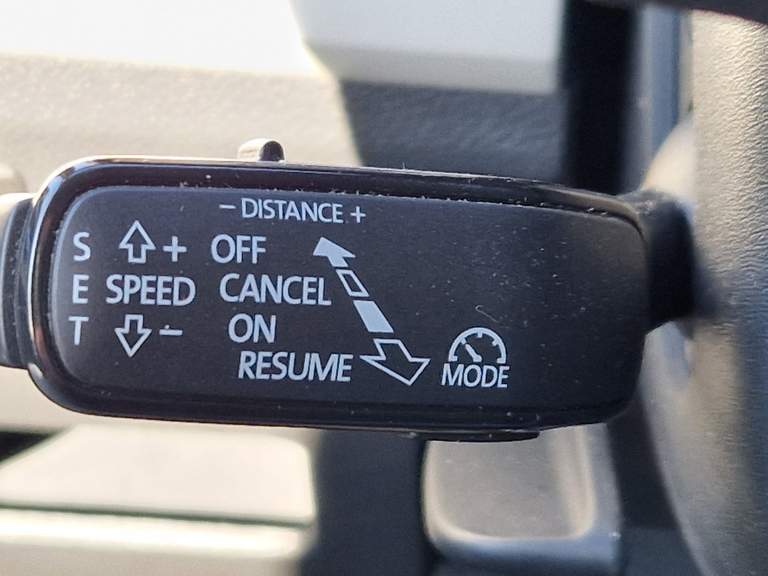 − DISTANCE +
S + OFF
E SPEED CANCEL
T − ON
RESUME
MODE